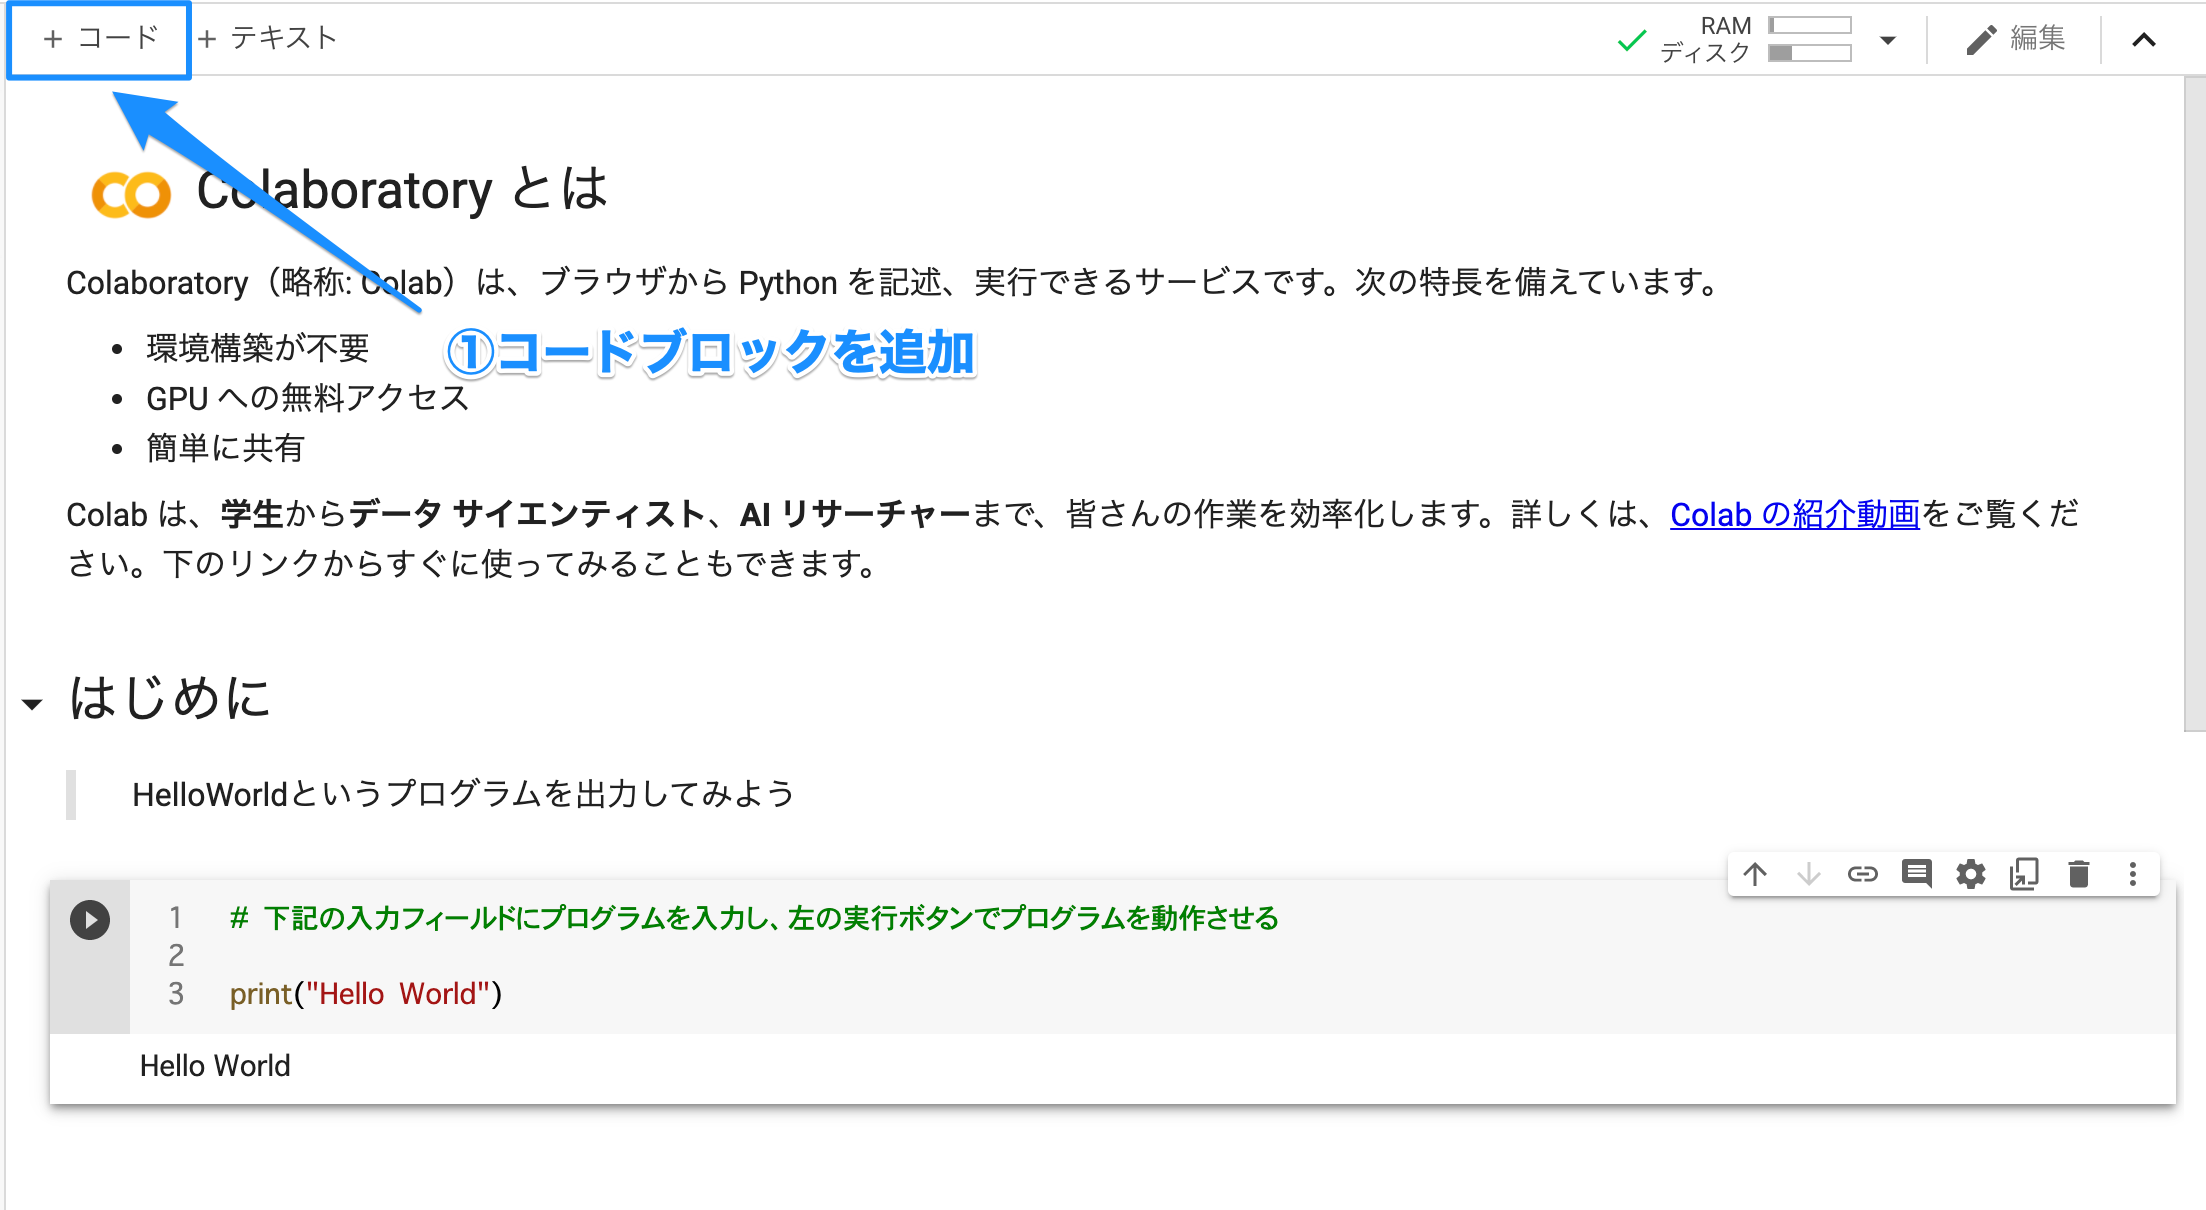 + コード + テキスト
RAM
ディスク
編集
Colaboratory とは
Colaboratory（略称: Colab）は、ブラウザから Python を記述、実行できるサービスです。次の特長を備えています。
• 環境構築が不要
①コードブロックを追加
• GPU への無料アクセス
• 簡単に共有
Colab は、学生からデータ サイエンティスト、AI リサーチャーまで、皆さんの作業を効率化します。詳しくは、Colab の紹介動画をご覧くだ
さい。下のリンクからすぐに使ってみることもできます。
はじめに
HelloWorldというプログラムを出力してみよう
1 # 下記の入力フィールドにプログラムを入力し、左の実行ボタンでプログラムを動作させる
2
3 print("Hello World")
Hello World